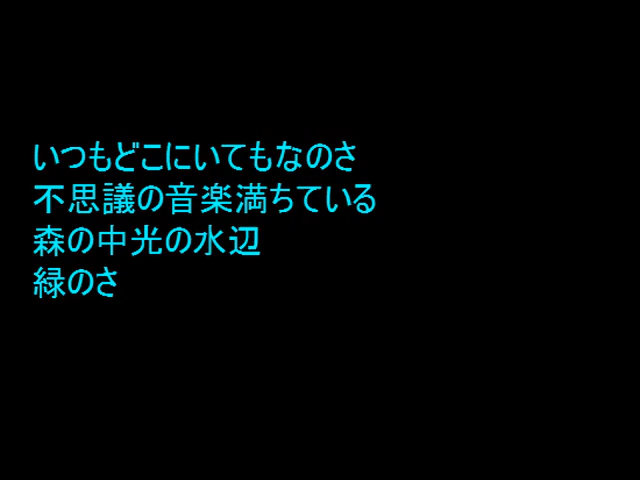 いつもどこにいてもなのさ
不思議の音楽満ちている
森の中光の水辺
緑のさ